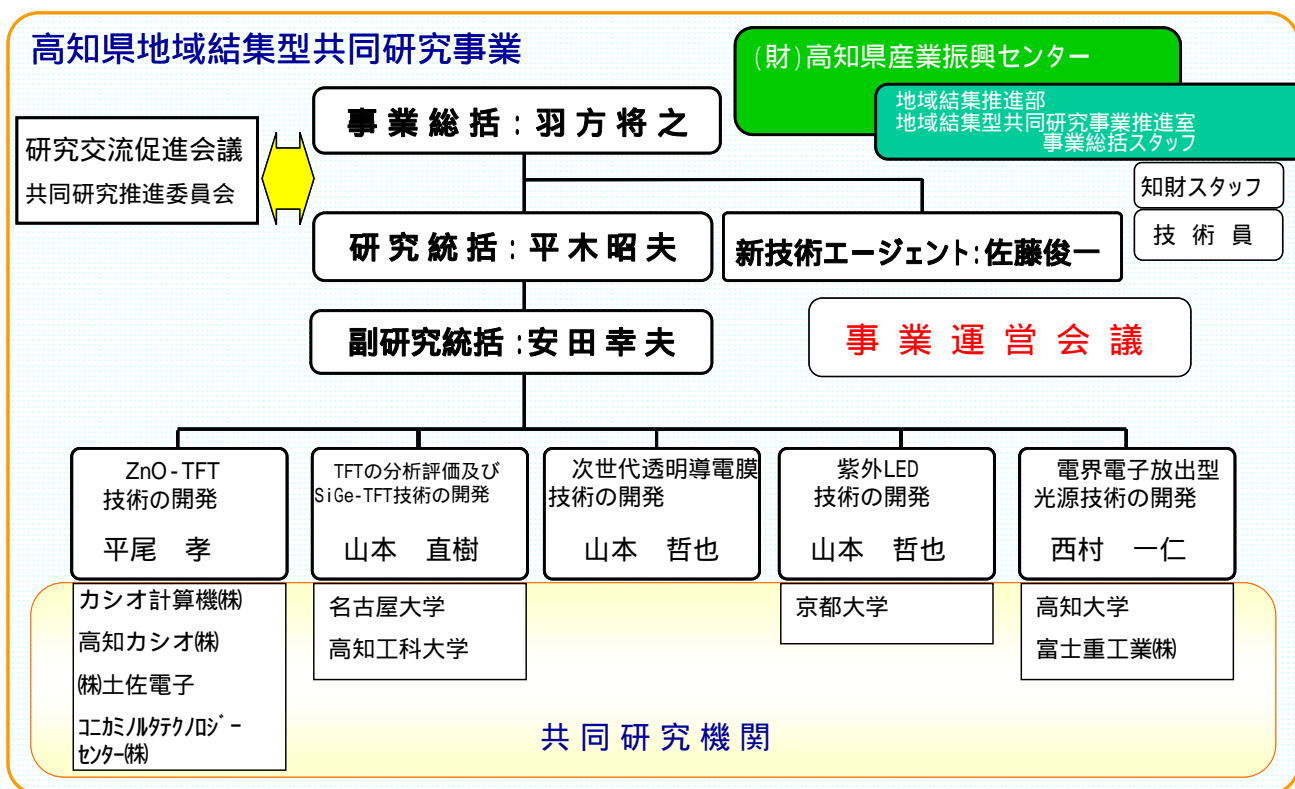 高知県地域結集型共同研究事業
(財)高知県産業振興センター
地域結集推進部
地域結集型共同研究事業推進室
事業総括スタッフ
事業総括:羽方将之
研究交流促進会議
共同研究推進委員会
知財スタッフ
技術員
研究統括:平木昭夫
新技術エージェント:佐藤俊一
副研究統括:安田幸夫
事業運営会議
ZnO-TFT
技術の開発
平尾 孝
TFTの分析評価及び
SiGe-TFT技術の開発
山本 直樹
次世代透明導電膜
技術の開発
山本 哲也
紫外LED
技術の開発
山本 哲也
電界電子放出型
光源技術の開発
西村 一仁
カシオ計算機㈱
高知カシオ㈱
㈱土佐電子
コニカミノルタテクノロジー
センター㈱
名古屋大学
高知工科大学
京都大学
高知大学
富士重工業㈱
共同研究機関